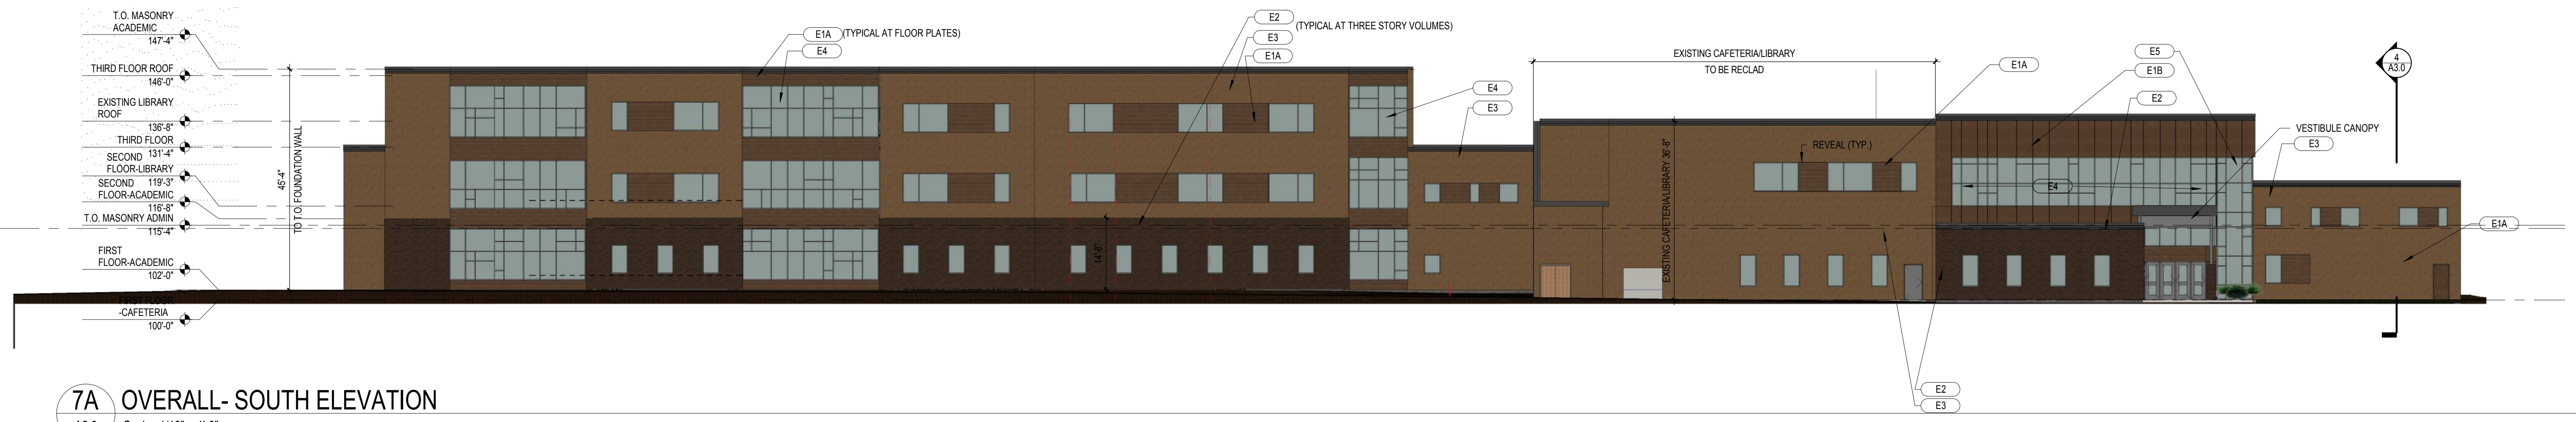 T.O. MASONRY
ACADEMIC
147'-4"
THIRD FLOOR ROOF
146'-0"
EXISTING LIBRARY
ROOF
136'-8"
THIRD FLOOR
131'-4"
SECOND
FLOOR-LIBRARY
119'-3"
SECOND
FLOOR-ACADEMIC
116'-8"
T.O. MASONRY ADMIN
115'-4"
FIRST
FLOOR-ACADEMIC
102'-0"
FIRST FLOOR
-CAFETERIA
100'-0"
45'-4"
TO T.O. FOUNDATION WALL
E1A (TYPICAL AT FLOOR PLATES)
E4
E2 (TYPICAL AT THREE STORY VOLUMES)
E3
E1A
14'-8"
E4
E3
EXISTING CAFETERIA/LIBRARY
TO BE RECLAD
EXISTING CAFETERIA/LIBRARY 36'-8"
REVEAL (TYP.)
E1A
E5
E1B
E2
E4
VESTIBULE CANOPY
E3
E1A
4
A3.0
E2
E3
7A OVERALL- SOUTH ELEVATION